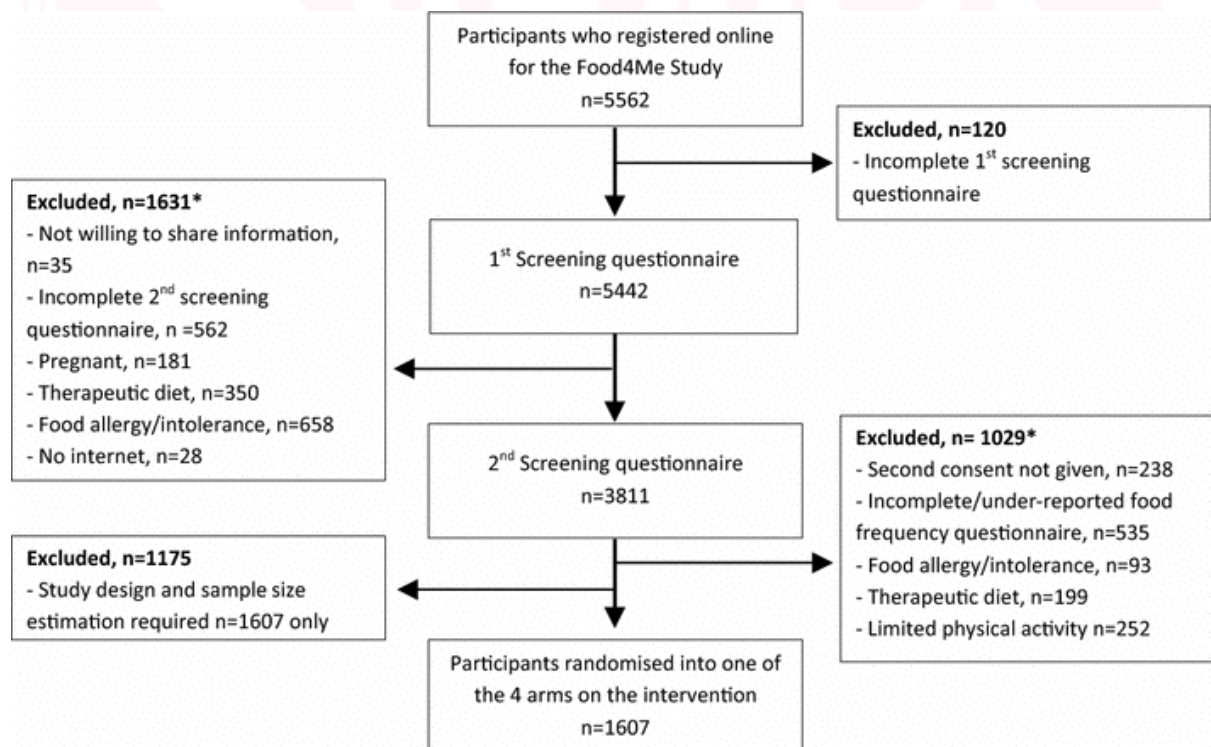 Participants who registered online
for the Food4Me Study
n=5562
Excluded, n=120
- Incomplete 1st screening
questionnaire
Excluded, n=1631*
- Not willing to share information,
n=35
- Incomplete 2nd screening
questionnaire, n =562
- Pregnant, n=181
- Therapeutic diet, n=350
- Food allergy/intolerance, n=658
- No internet, n=28
1st Screening questionnaire
n=5442
2nd Screening questionnaire
n=3811
Excluded, n= 1029*
- Second consent not given, n=238
- Incomplete/under-reported food
frequency questionnaire, n=535
- Food allergy/intolerance, n=93
- Therapeutic diet, n=199
- Limited physical activity n=252
Excluded, n=1175
- Study design and sample size
estimation required n=1607 only
Participants randomised into one of
the 4 arms on the intervention
n=1607